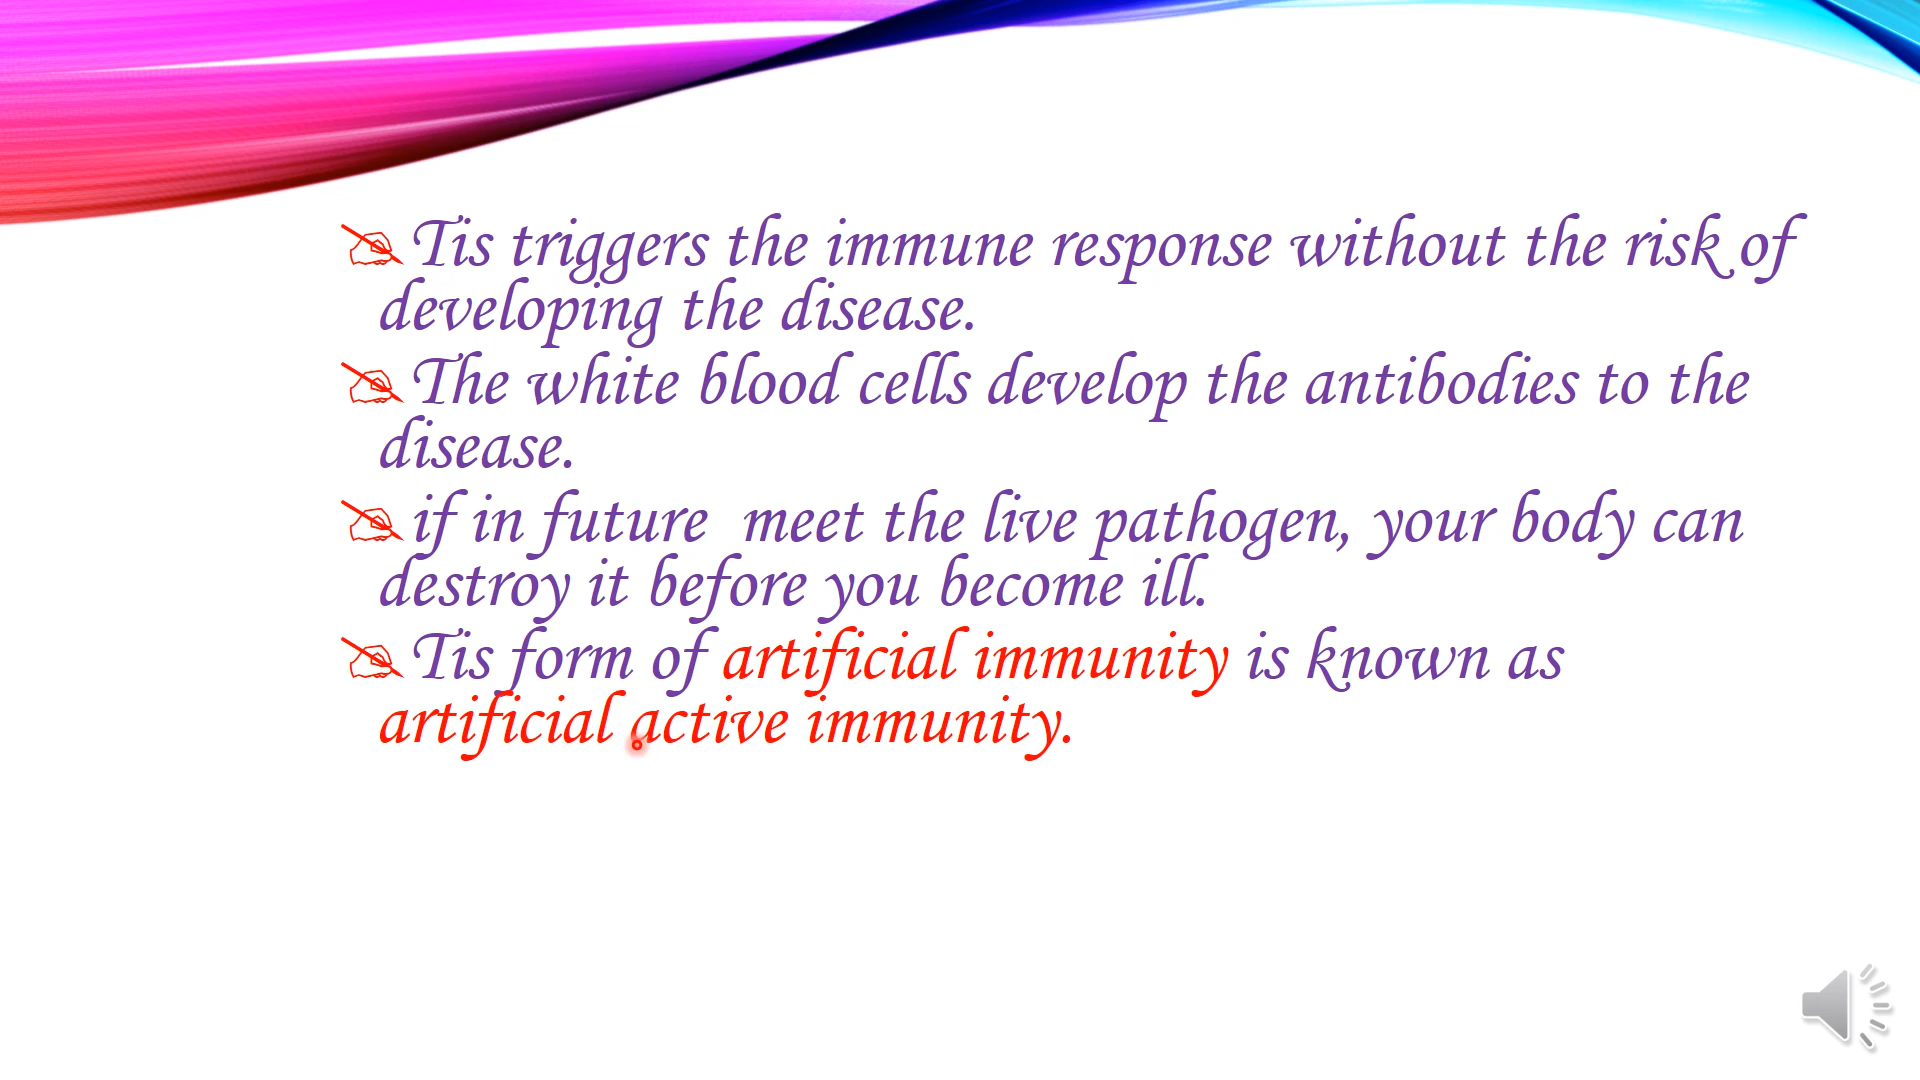 Tis triggers the immune response without the risk of
developing the disease.
The white blood cells develop the antibodies to the
disease.
if in future  meet the live pathogen, your body can
destroy it before you become ill.
Tis form of artificial immunity is known as
artificial active immunity.